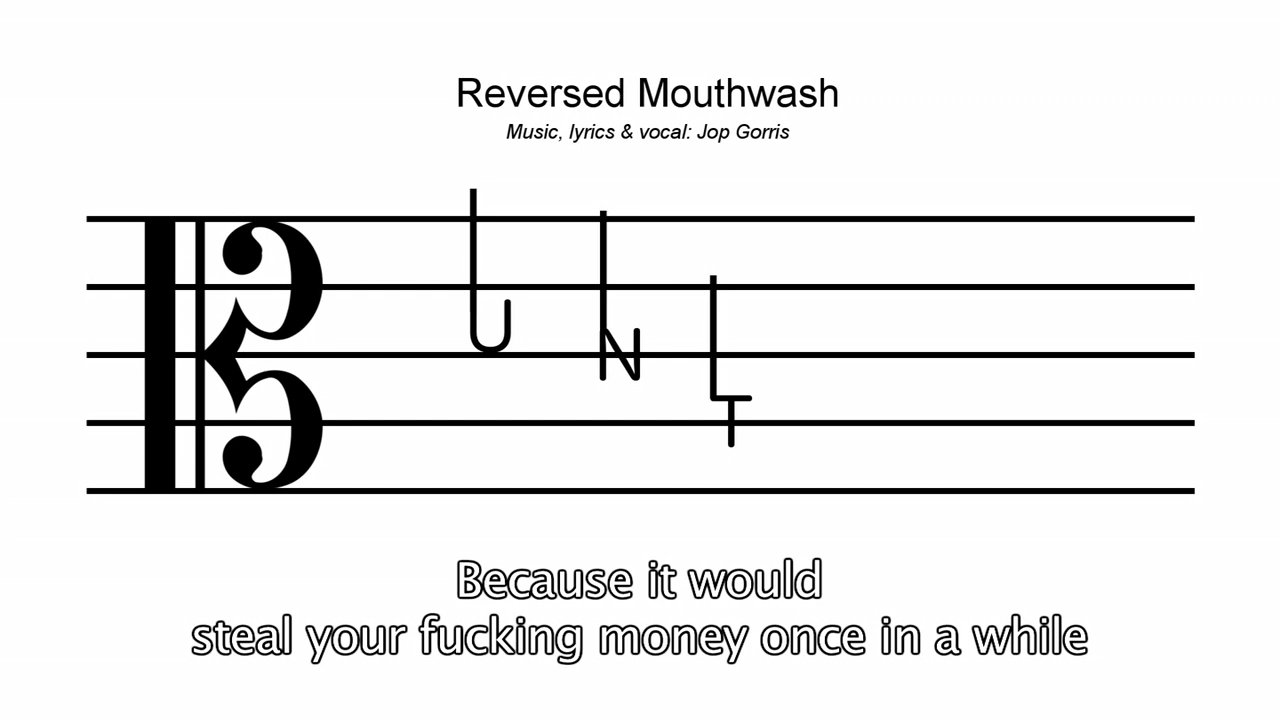 Reversed Mouthwash
Music, lyrics & vocal: Jop Gorris
U N T
Because it would
steal your fucking money once in a while